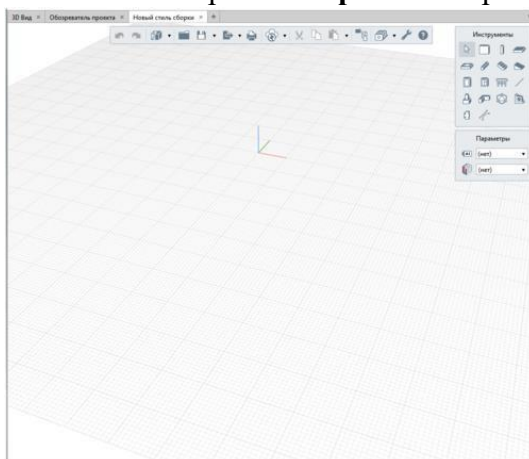 3D Вид × Обозреватель проекта × Новый стиль сборки × +
Инструменты
Параметры
(нет)
(нет)